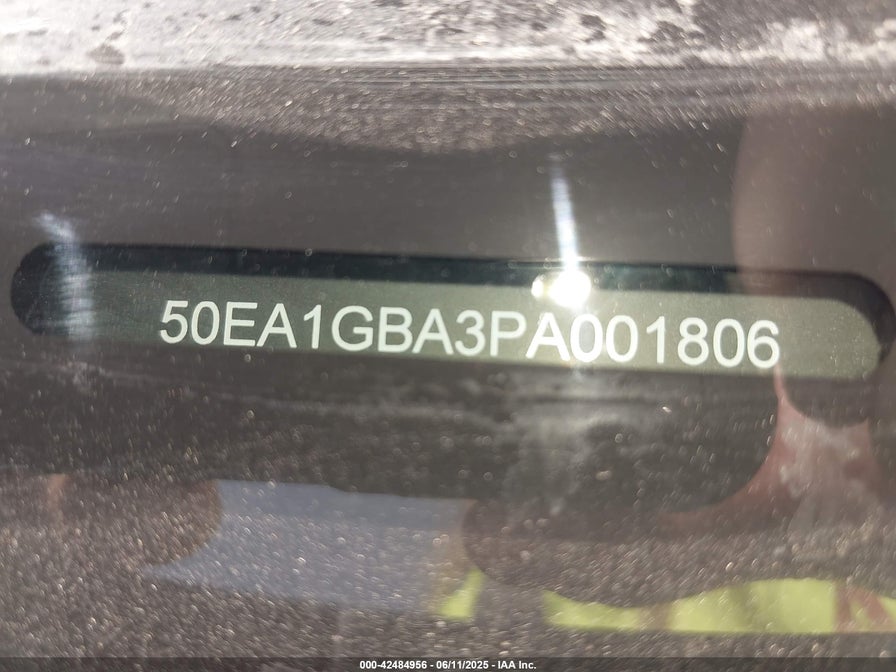 50EA1GBA3PA001806
000-42484956 - 06/11/2025 - IAA Inc.